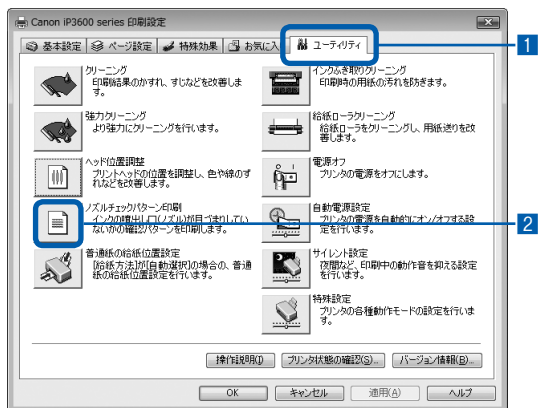 Canon iP3600 series 印刷設定
基本設定 ページ設定 特殊効果 お気に入 ユーティリティ
1
クリーニング
印刷結果のかすれ、すじなどを改善しま
す。
インクふき取りクリーニング
印刷時の用紙の汚れを防ぎます。
強力クリーニング
より強力にクリーニングを行います。
給紙ローラクリーニング
給紙ローラをクリーニングし、用紙送りを改
善します。
ヘッド位置調整
プリントヘッドの位置を調整し、色や線のず
れなどを改善します。
電源オフ
プリンタの電源をオフにします。
ノズルチェックパターン印刷
インクの噴出し口(ノズル)が目づまりしてい
ないかの確認パターンを印刷します。
自動電源設定
プリンタの電源を自動的にオン/オフする設
定を行います。
2
普通紙の給紙位置設定
[給紙方法]が[自動選択]の場合の、普通
紙の給紙位置設定を行います。
サイレント設定
夜間など、印刷中の動作音を抑える設定
を行います。
特殊設定
プリンタの各種動作モードの設定を行いま
す。
操作説明(I) プリンタ状態の確認(S)... バージョン情報(B)...
OK キャンセル 適用(A) ヘルプ